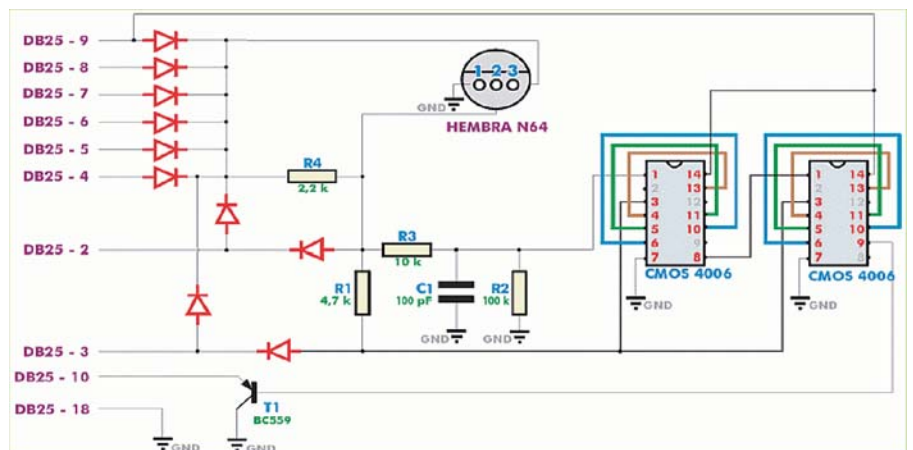 DB25 - 9
DB25 - 8
DB25 - 7
DB25 - 6
DB25 - 5
DB25 - 4
DB25 - 2
DB25 - 3
DB25 - 10
DB25 - 18
GND
GND
T1
BC559
1 2 3
GND
HEMBRA N64
R4
2,2 k
R3
10 k
R1
4,7 k
C1
100 pF
R2
100 k
GND
GND
1 14
2 13
3 12
4 11
5 10
6 9
7 8
CMOS 4006
GND
1 14
2 13
3 12
4 11
5 10
6 9
7 8
CMOS 4006
GND